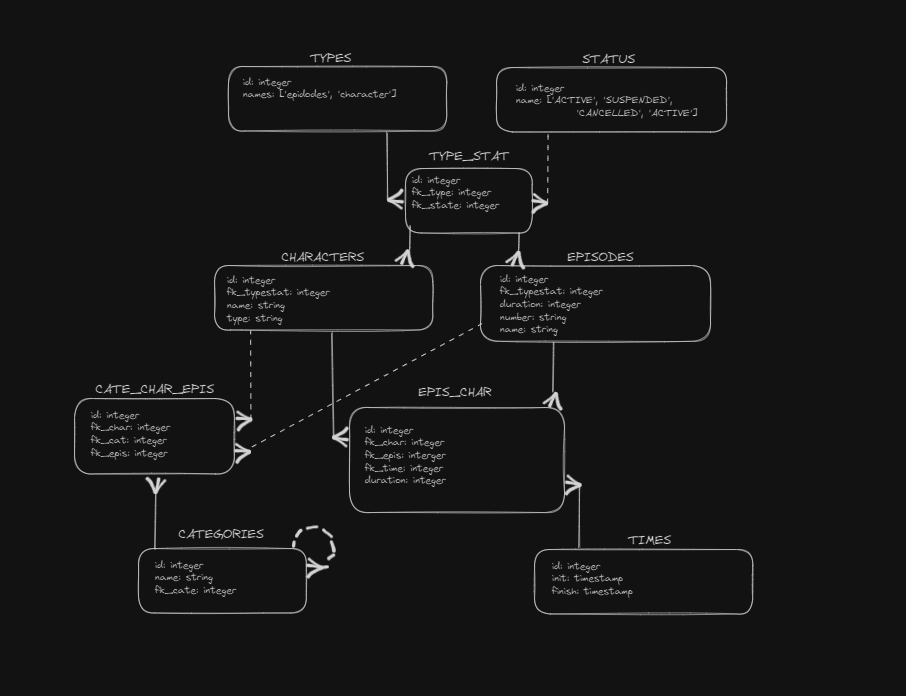 TYPES
id: integer
names: ['epidodes', 'character']
STATUS
id: integer
name: ['ACTIVE', 'SUSPENDED',
'CANCELLED', 'ACTIVE']
TYPE_STAT
id: integer
fk_type: integer
fk_state: integer
CHARACTERS
id: integer
fk_typestat: integer
name: string
type: string
EPISODES
id: integer
fk_typestat: integer
duration: integer
number: string
name: string
CATE_CHAR_EPIS
id: integer
fk_char: integer
fk_cat: integer
fk_epis: integer
EPIS_CHAR
id: integer
fk_char: integer
fk_epis: interger
fk_time: integer
duration: integer
CATEGORIES
id: integer
name: string
fk_cate: integer
TIMES
id: integer
init: timestamp
finish: timestamp